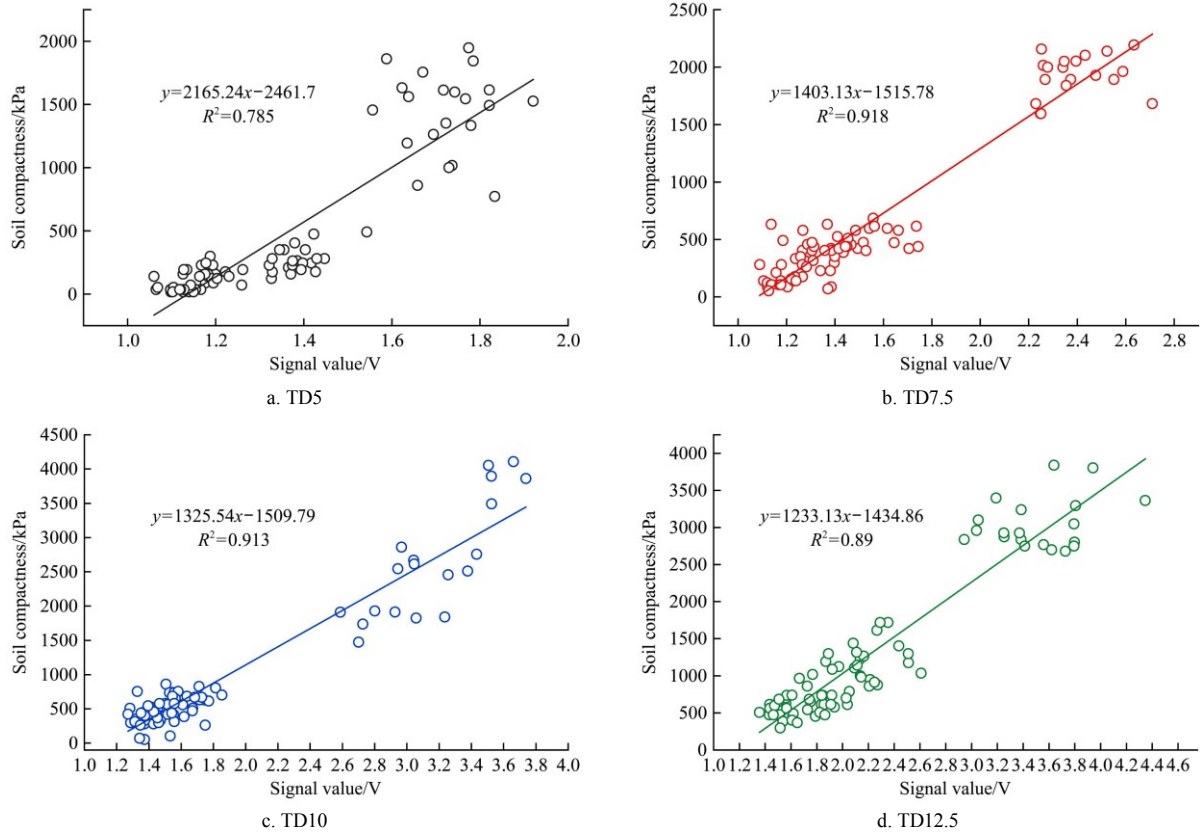 2000
1500
1000
500
0
Soil compactness/kPa
y=2165.24x−2461.7
R²=0.785
1.0 1.2 1.4 1.6 1.8 2.0
Signal value/V
a. TD5
2500
2000
1500
1000
500
0
Soil compactness/kPa
y=1403.13x−1515.78
R²=0.918
1.0 1.2 1.4 1.6 1.8 2.0 2.2 2.4 2.6 2.8
Signal value/V
b. TD7.5
4500
4000
3500
3000
2500
2000
1500
1000
500
0
Soil compactness/kPa
y=1325.54x−1509.79
R²=0.913
1.0 1.2 1.4 1.6 1.8 2.0 2.2 2.4 2.6 2.8 3.0 3.2 3.4 3.6 3.8 4.0
Signal value/V
c. TD10
4000
3500
3000
2500
2000
1500
1000
500
0
Soil compactness/kPa
y=1233.13x−1434.86
R²=0.89
1.0 1.2 1.4 1.6 1.8 2.0 2.2 2.4 2.6 2.8 3.0 3.2 3.4 3.6 3.8 4.0 4.2 4.4 4.6
Signal value/V
d. TD12.5